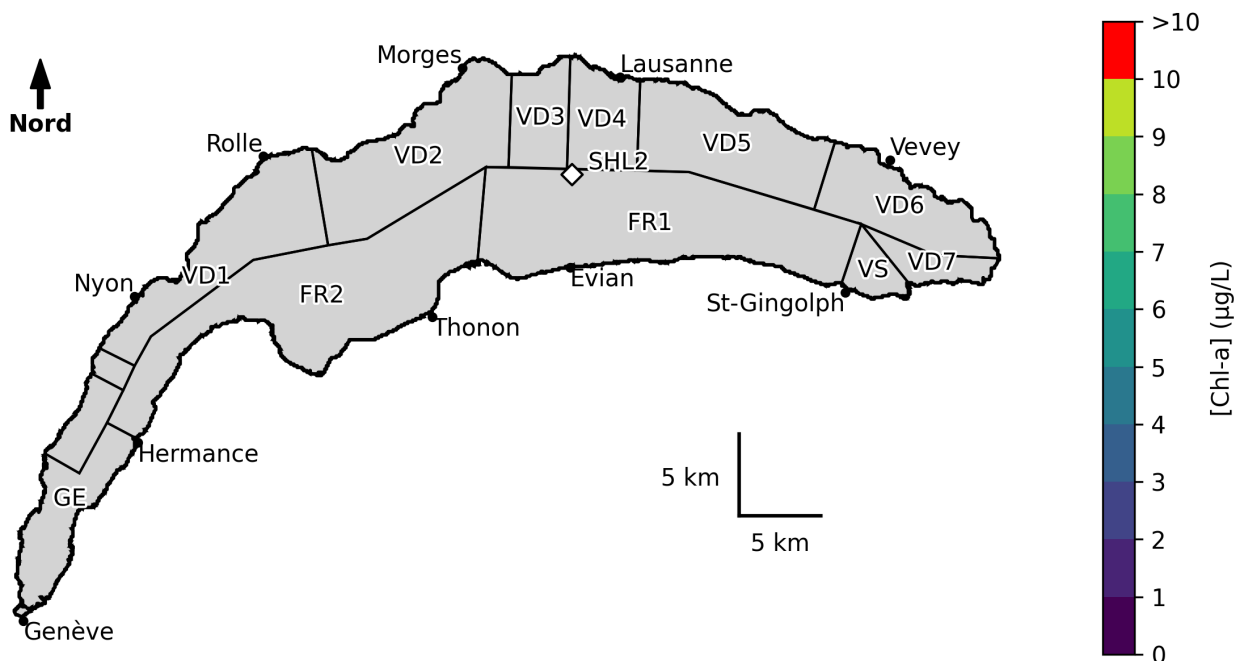 Morges
Lausanne
Nord
VD3
VD4
Rolle
VD2
VD5
Vevey
SHL2
VD6
FR1
Nyon
VD1
FR2
VS
VD7
Evian
St-Gingolph
Thonon
Hermance
GE
5 km
5 km
Genève
>10
10
9
8
7
6
5
4
3
2
1
0
[Chl-a] (µg/L)